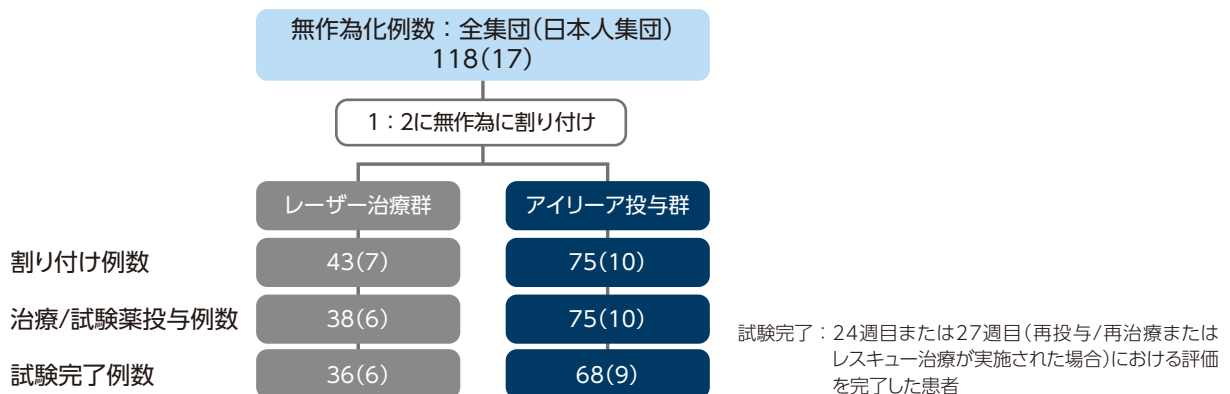 無作為化例数：全集団(日本人集団)
118(17)
1：2に無作為に割り付け
レーザー治療群
アイリーア投与群
割り付け例数
43(7)
75(10)
治療/試験薬投与例数
38(6)
75(10)
試験完了例数
36(6)
68(9)
試験完了：24週目または27週目(再投与/再治療または
レスキュー治療が実施された場合)における評価
を完了した患者